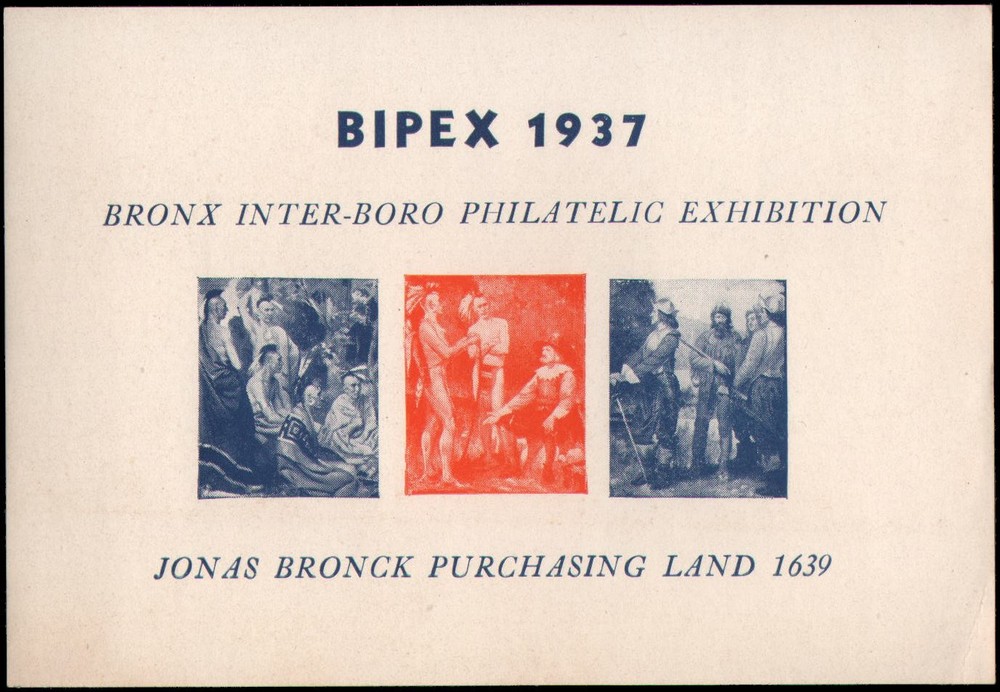 BIPEX 1937
BRONX INTER-BORO PHILATELIC EXHIBITION
JONAS BRONCK PURCHASING LAND 1639